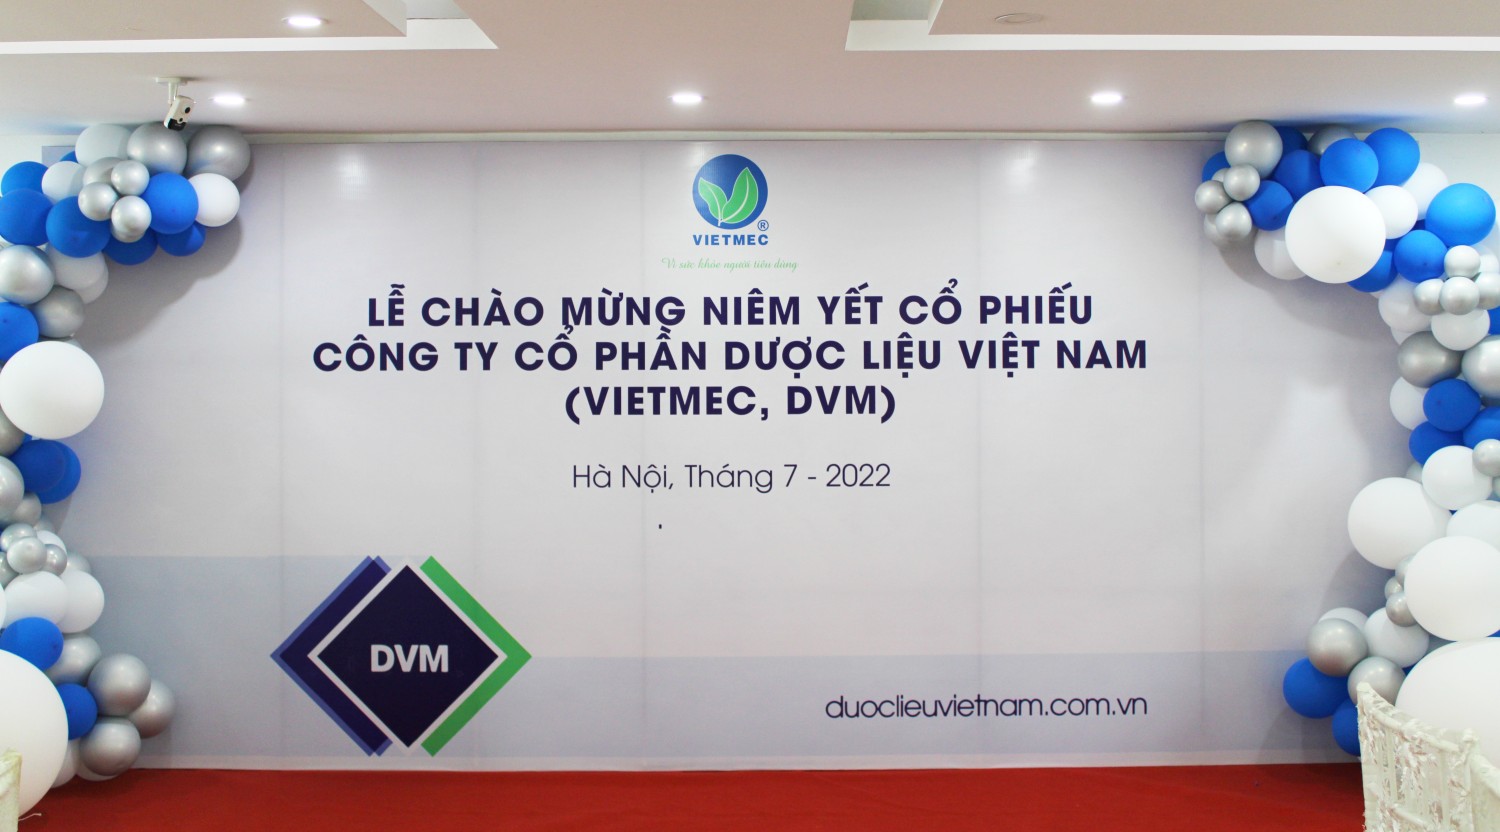 ®
VIETMEC
Vì sức khỏe người tiêu dùng
LỄ CHÀO MỪNG NIÊM YẾT CỔ PHIẾU
CÔNG TY CỔ PHẦN DƯỢC LIỆU VIỆT NAM
(VIETMEC, DVM)
Hà Nội, Tháng 7 - 2022
DVM
duoclieuvietnam.com.vn